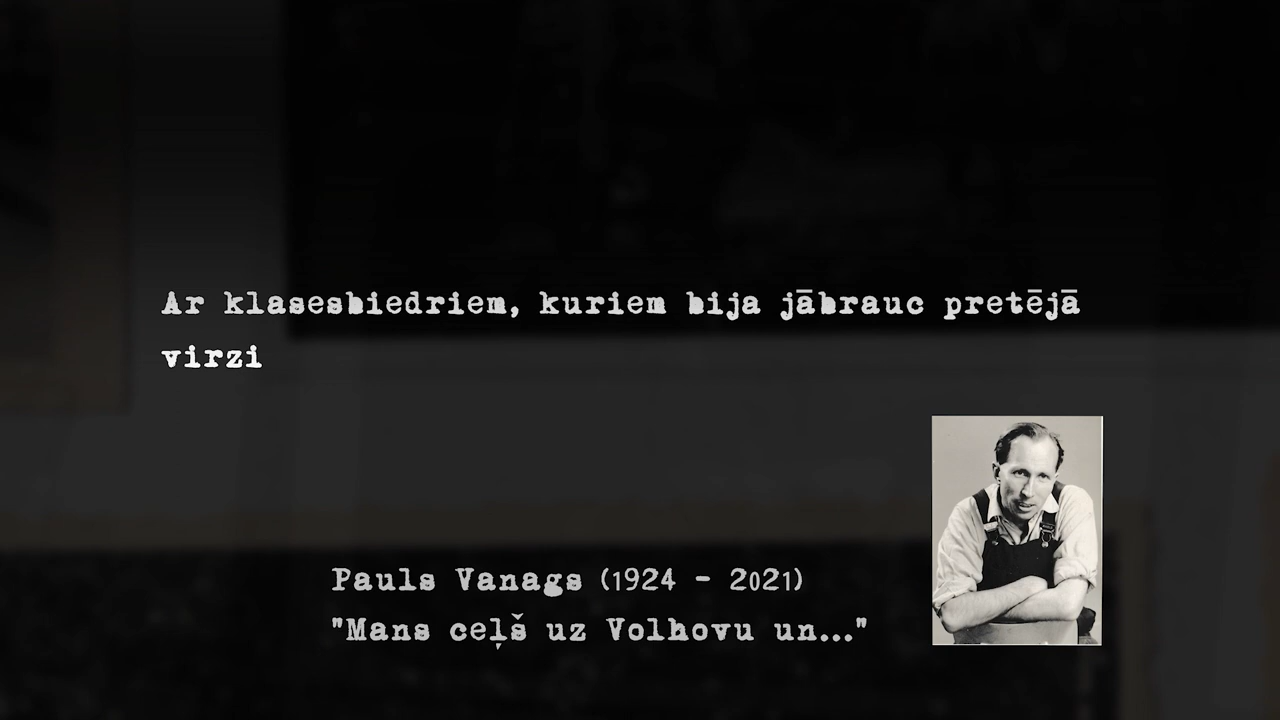 Ar klasesbiedriem, kuriem bija jābrauc pretējā
virzi
Pauls Vanags (1924 - 2021)
"Mans ceļš uz Volhovu un..."